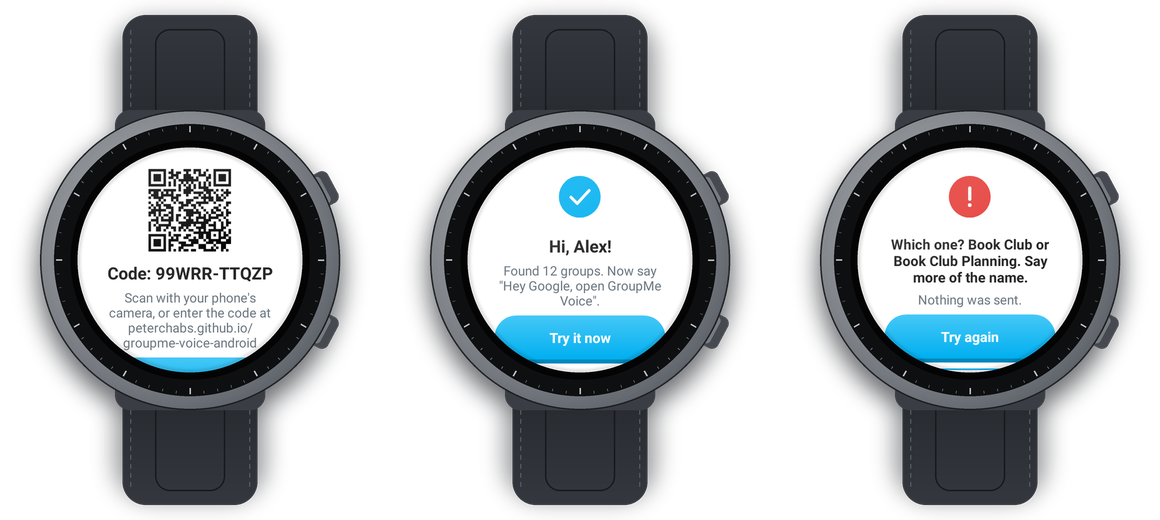 Code: 99WRR-TTQZP
Scan with your phone's
camera, or enter the code at
peterchabs.github.io/
groupme-voice-android
Hi, Alex!
Found 12 groups. Now say
"Hey Google, open GroupMe
Voice".
Try it now
Which one? Book Club or
Book Club Planning. Say
more of the name.
Nothing was sent.
Try again